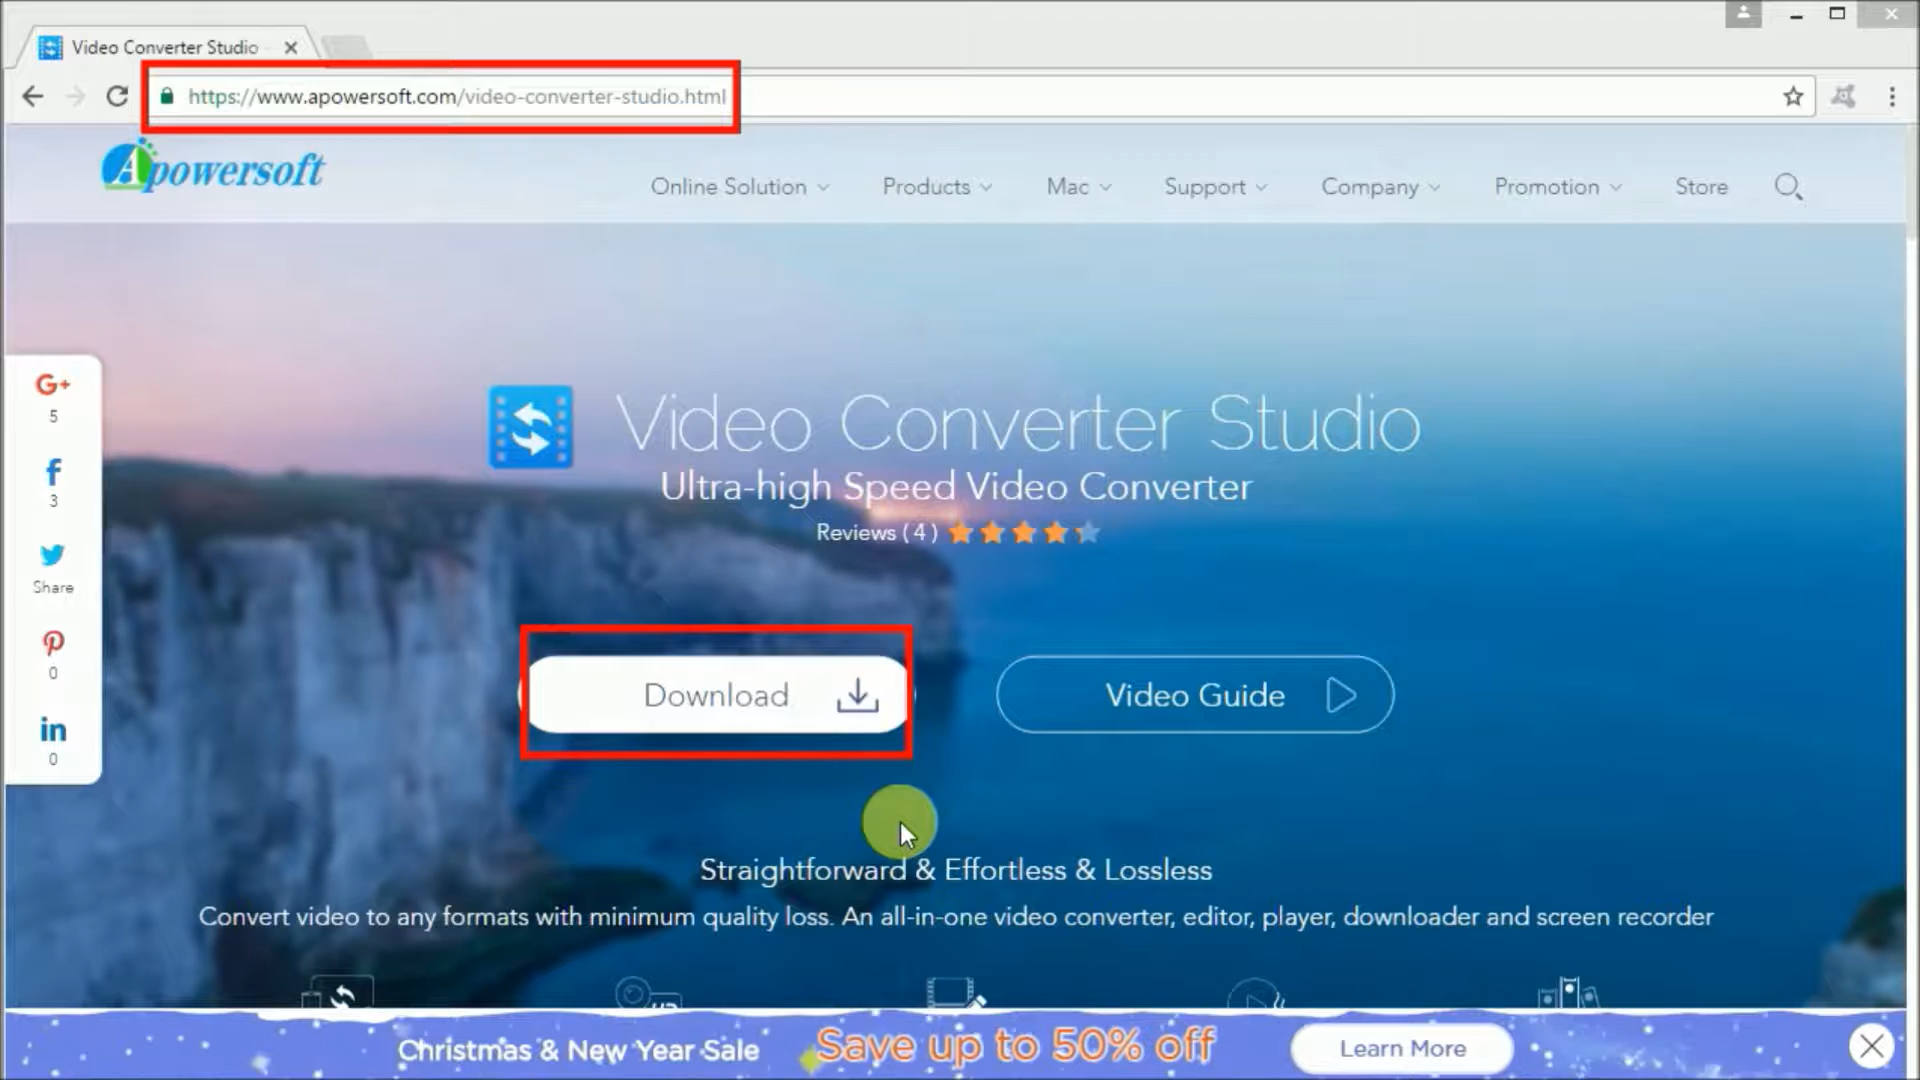 Video Converter Studio
https://www.apowersoft.com/video-converter-studio.html
Apowersoft
Online Solution
Products
Mac
Support
Company
Promotion
Store
G+
5
f
3
Share
0
in
0
Video Converter Studio
Ultra-high Speed Video Converter
Reviews ( 4 )
Download
Video Guide
Straightforward & Effortless & Lossless
Convert video to any formats with minimum quality loss. An all-in-one video converter, editor, player, downloader and screen recorder
Christmas & New Year Sale
Save up to 50% off
Learn More